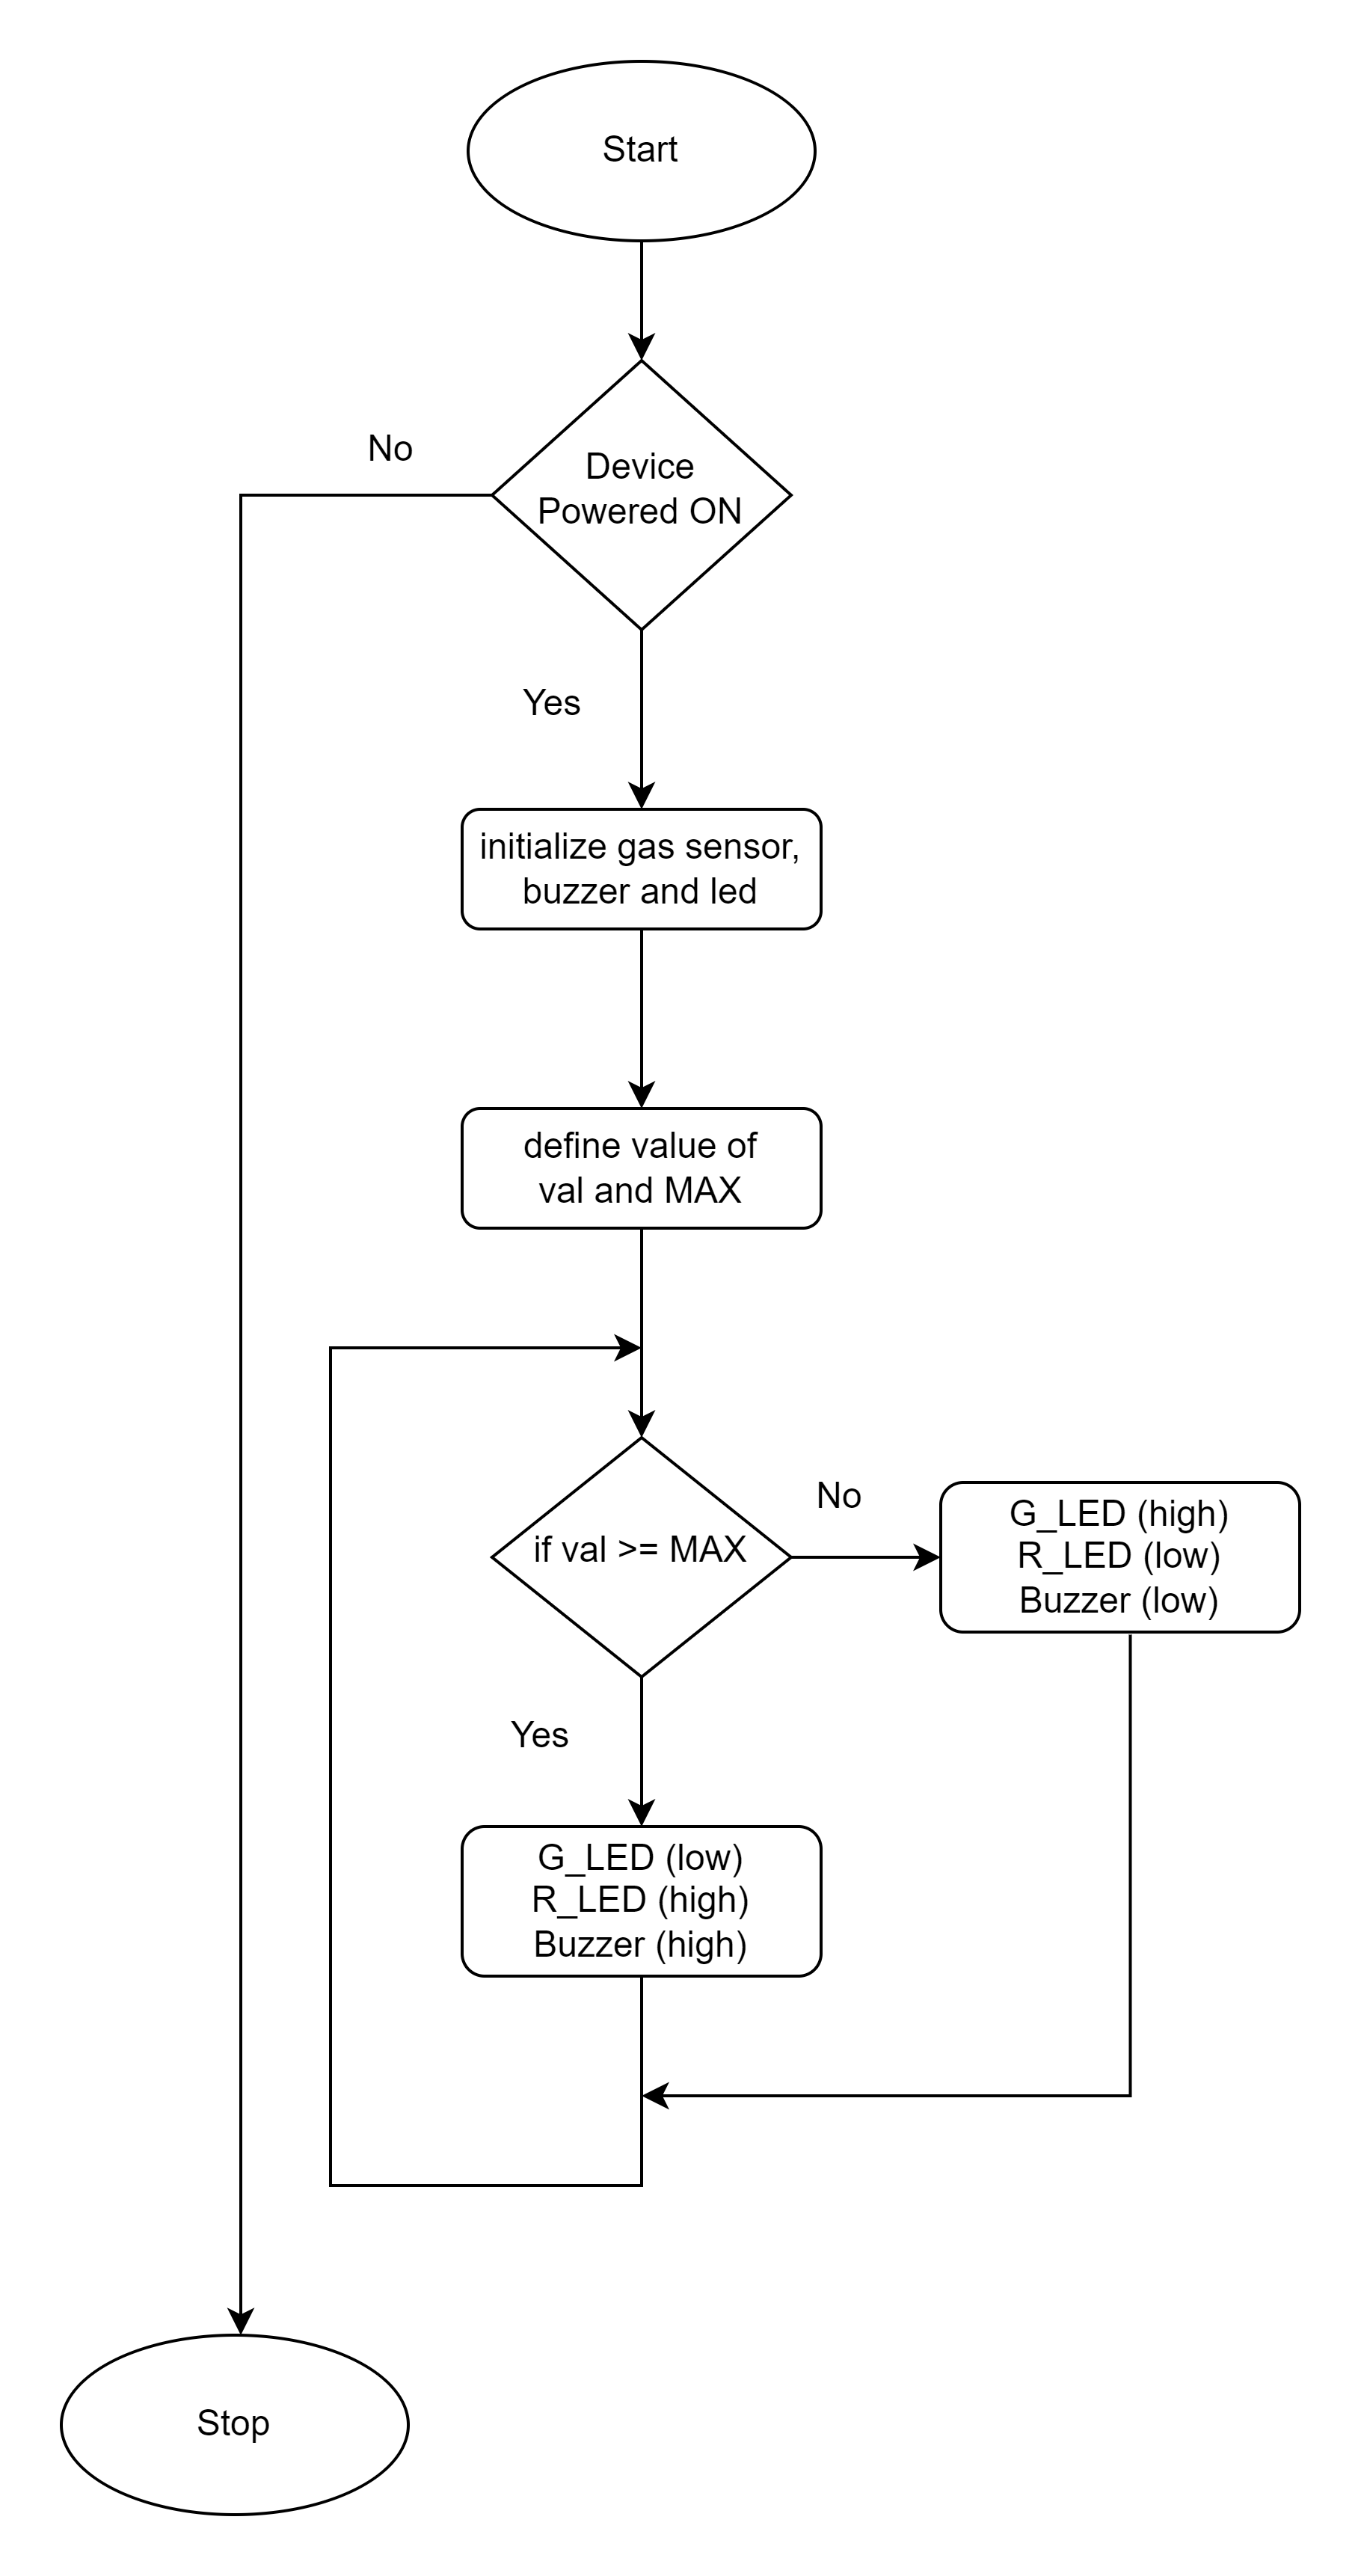 Start
No
Device
Powered ON
Yes
initialize gas sensor,
buzzer and led
define value of
val and MAX
if val >= MAX
No
G_LED (high)
R_LED (low)
Buzzer (low)
Yes
G_LED (low)
R_LED (high)
Buzzer (high)
Stop